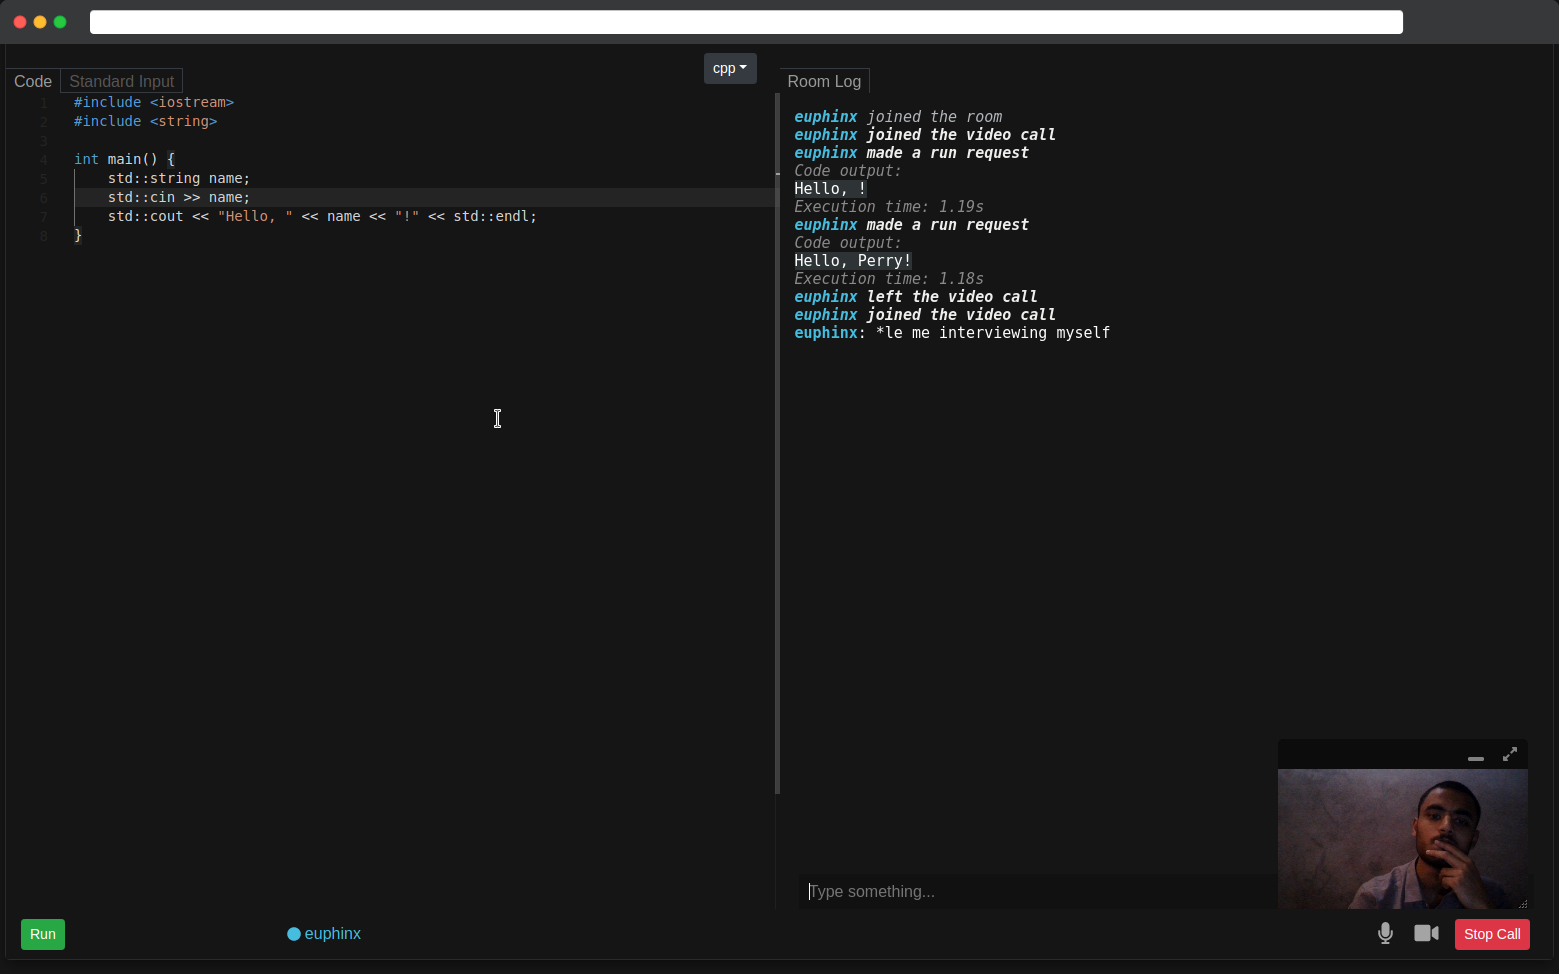 cpp
Code Standard Input
1 #include <iostream>
2 #include <string>
3
4 int main() {
5     std::string name;
6     std::cin >> name;
7     std::cout << "Hello, " << name << "!" << std::endl;
8 }
Room Log
euphinx joined the room
euphinx joined the video call
euphinx made a run request
Code output:
Hello, !
Execution time: 1.19s
euphinx made a run request
Code output:
Hello, Perry!
Execution time: 1.18s
euphinx left the video call
euphinx joined the video call
euphinx: *le me interviewing myself
Type something...
Run
euphinx
Stop Call